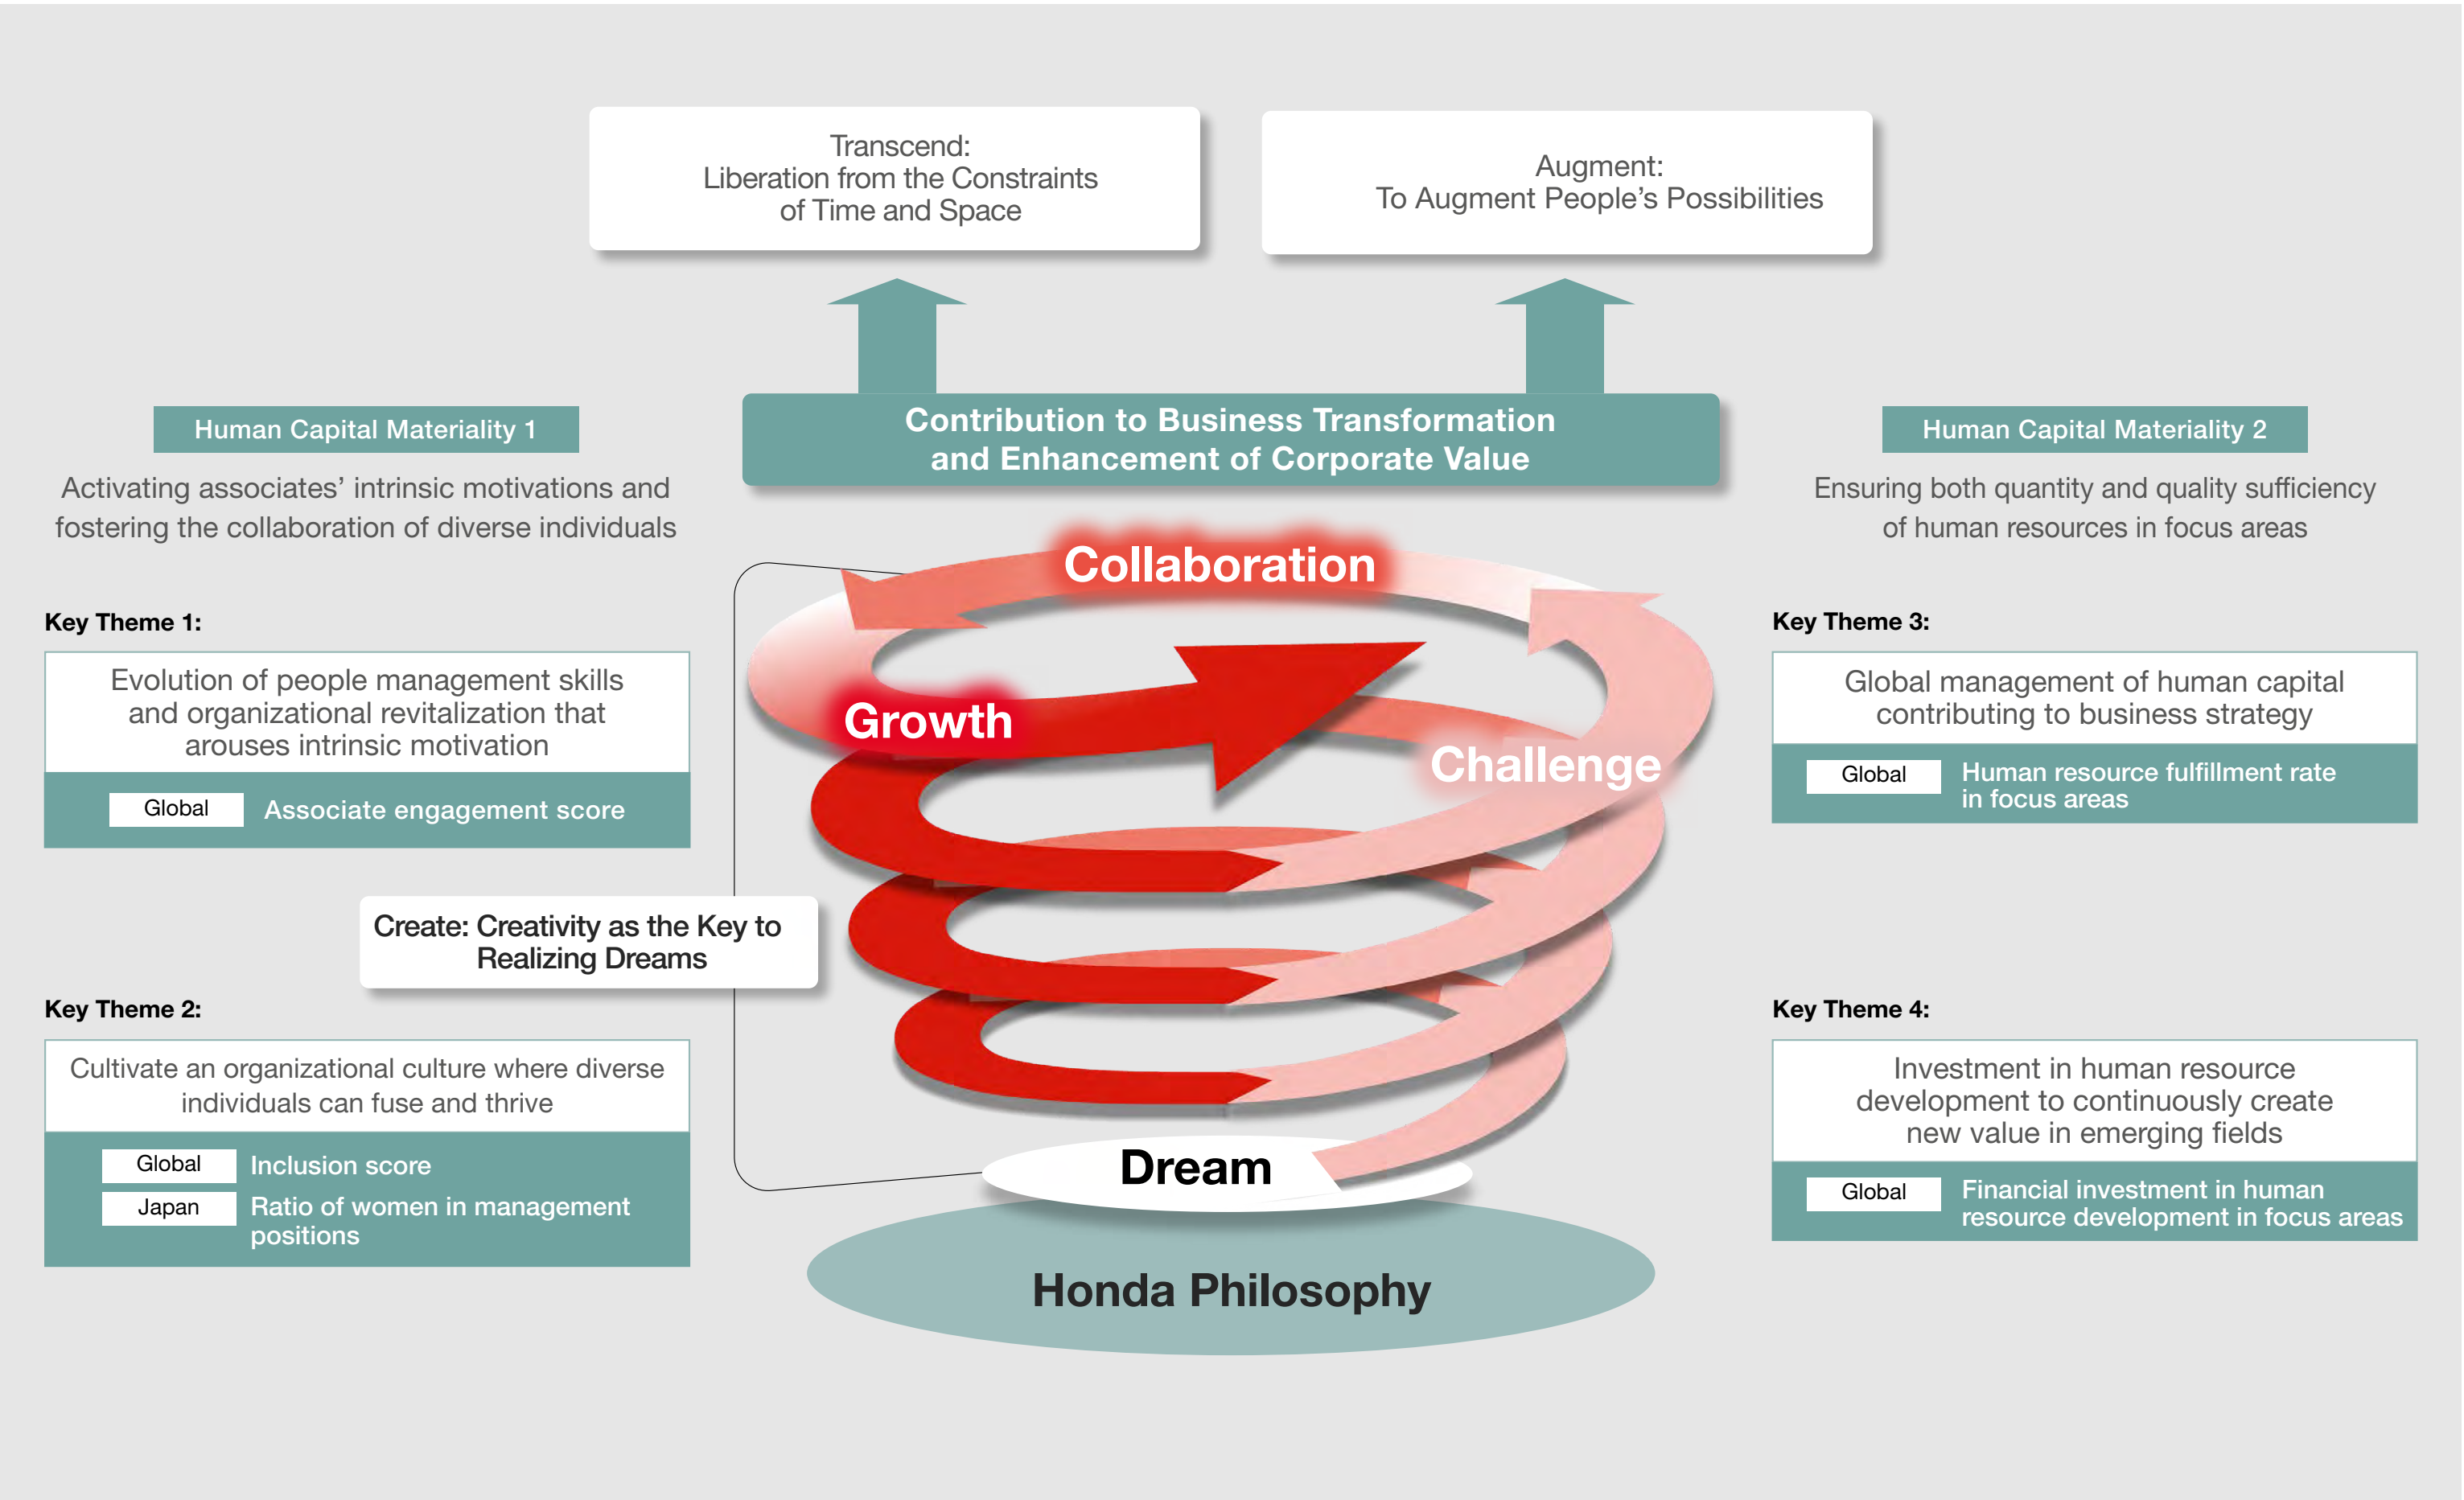 Transcend:
Liberation from the Constraints
of Time and Space
Augment:
To Augment People’s Possibilities
Contribution to Business Transformation
and Enhancement of Corporate Value
Human Capital Materiality 1
Activating associates’ intrinsic motivations and
fostering the collaboration of diverse individuals
Key Theme 1:
Evolution of people management skills
and organizational revitalization that
arouses intrinsic motivation
Global Associate engagement score
Key Theme 2:
Cultivate an organizational culture where diverse
individuals can fuse and thrive
Global Inclusion score
Japan Ratio of women in management
positions
Create: Creativity as the Key to
Realizing Dreams
Collaboration
Growth
Challenge
Dream
Honda Philosophy
Human Capital Materiality 2
Ensuring both quantity and quality sufficiency
of human resources in focus areas
Key Theme 3:
Global management of human capital
contributing to business strategy
Global Human resource fulfillment rate
in focus areas
Key Theme 4:
Investment in human resource
development to continuously create
new value in emerging fields
Global Financial investment in human
resource development in focus areas